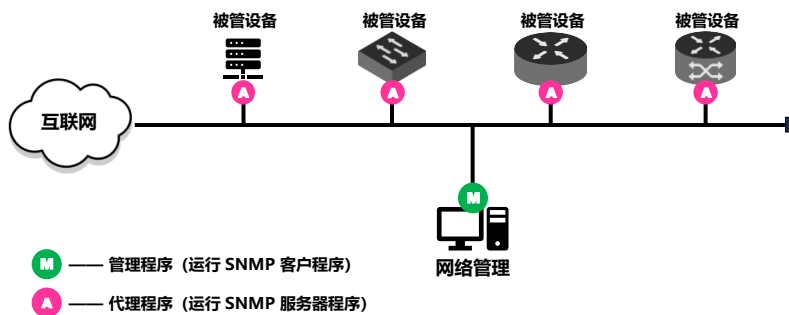 被管设备 被管设备 被管设备 被管设备
A A A A
互联网
M
网络管理
M —— 管理程序（运行 SNMP 客户程序）
A —— 代理程序（运行 SNMP 服务器程序）